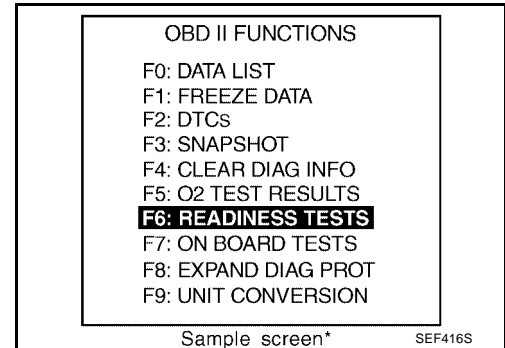 OBD II FUNCTIONS
F0: DATA LIST
F1: FREEZE DATA
F2: DTCs
F3: SNAPSHOT
F4: CLEAR DIAG INFO
F5: O2 TEST RESULTS
F6: READINESS TESTS
F7: ON BOARD TESTS
F8: EXPAND DIAG PROT
F9: UNIT CONVERSION
Sample screen* SEF416S